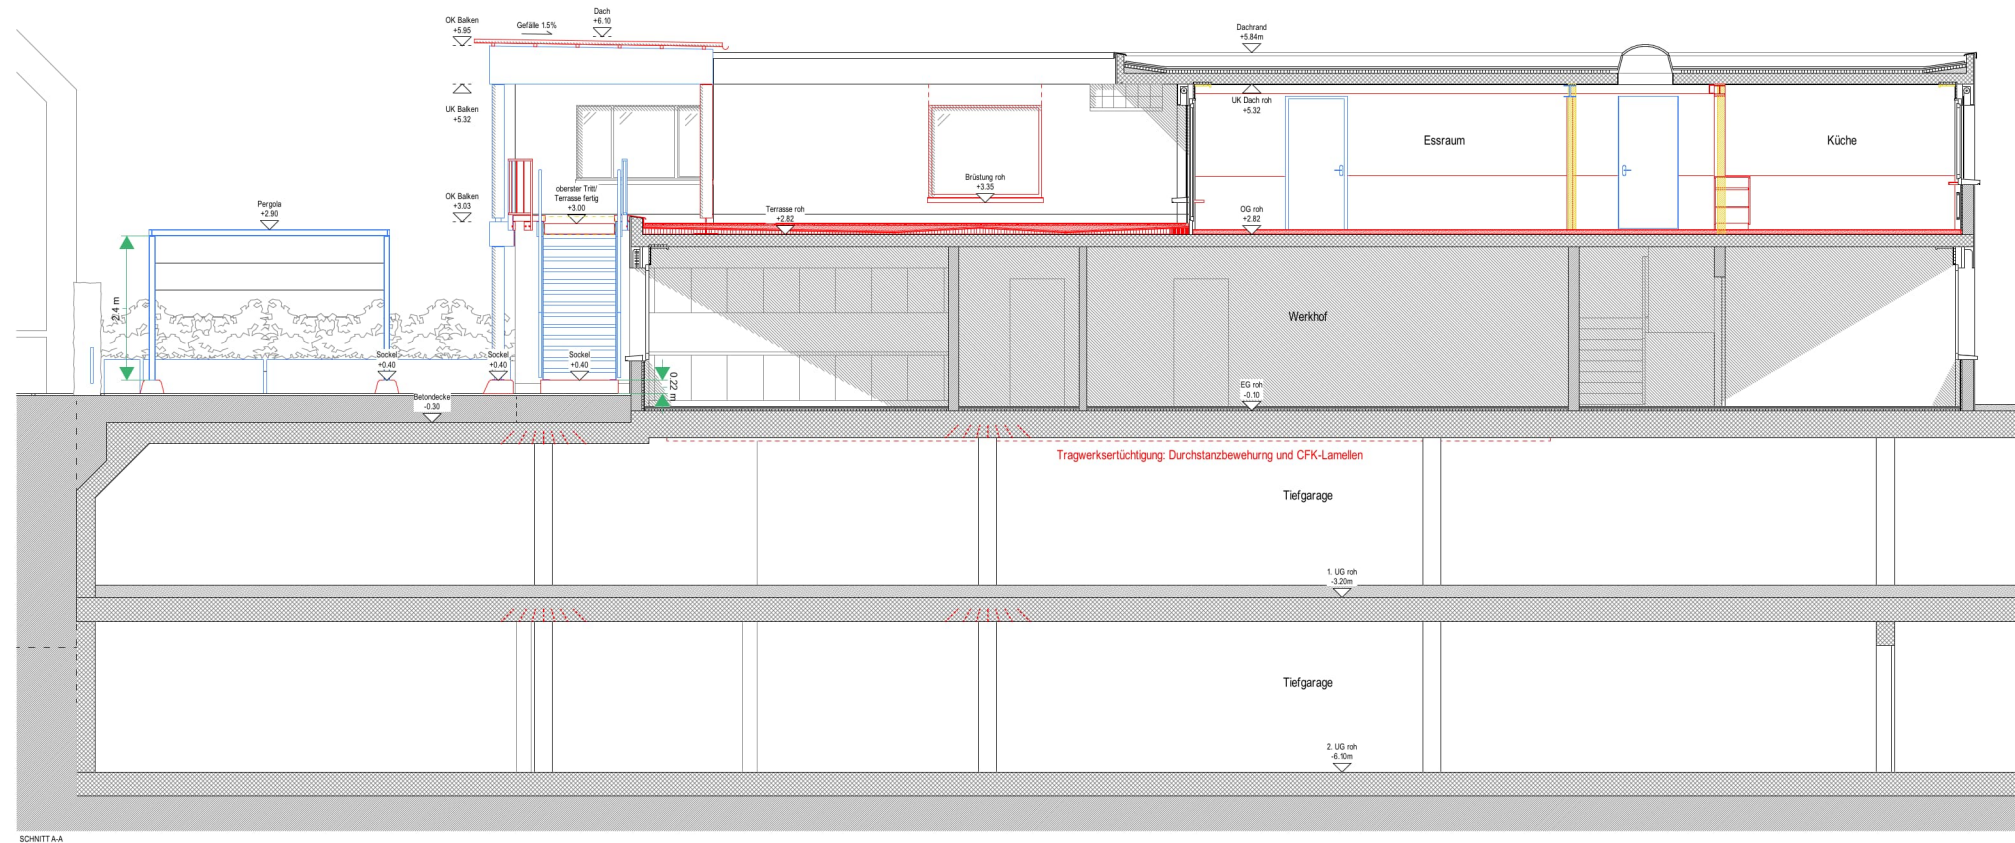 Dach
+6.10
OK Balken
+5.95
Gefälle 1.5%
Dachrand
+5.84m
UK Balken
+5.32
UK Dach roh
+5.32
Essraum
Küche
Brüstung roh
+3.35
oberster Tritt/
Terrasse fertig
+3.00
OK Balken
+3.03
Pergola
+2.90
Terrasse roh
+2.82
OG roh
+2.82
2.4 m
Werkhof
Sockel
+0.40
Sockel
+0.40
Sockel
+0.40
0.22 m
EG roh
-0.10
Betondecke
-0.30
Tragwerksertüchtigung: Durchstanzbewehurng und CFK-Lamellen
Tiefgarage
1. UG roh
-3.20m
Tiefgarage
2. UG roh
-6.10m
SCHNITT A-A